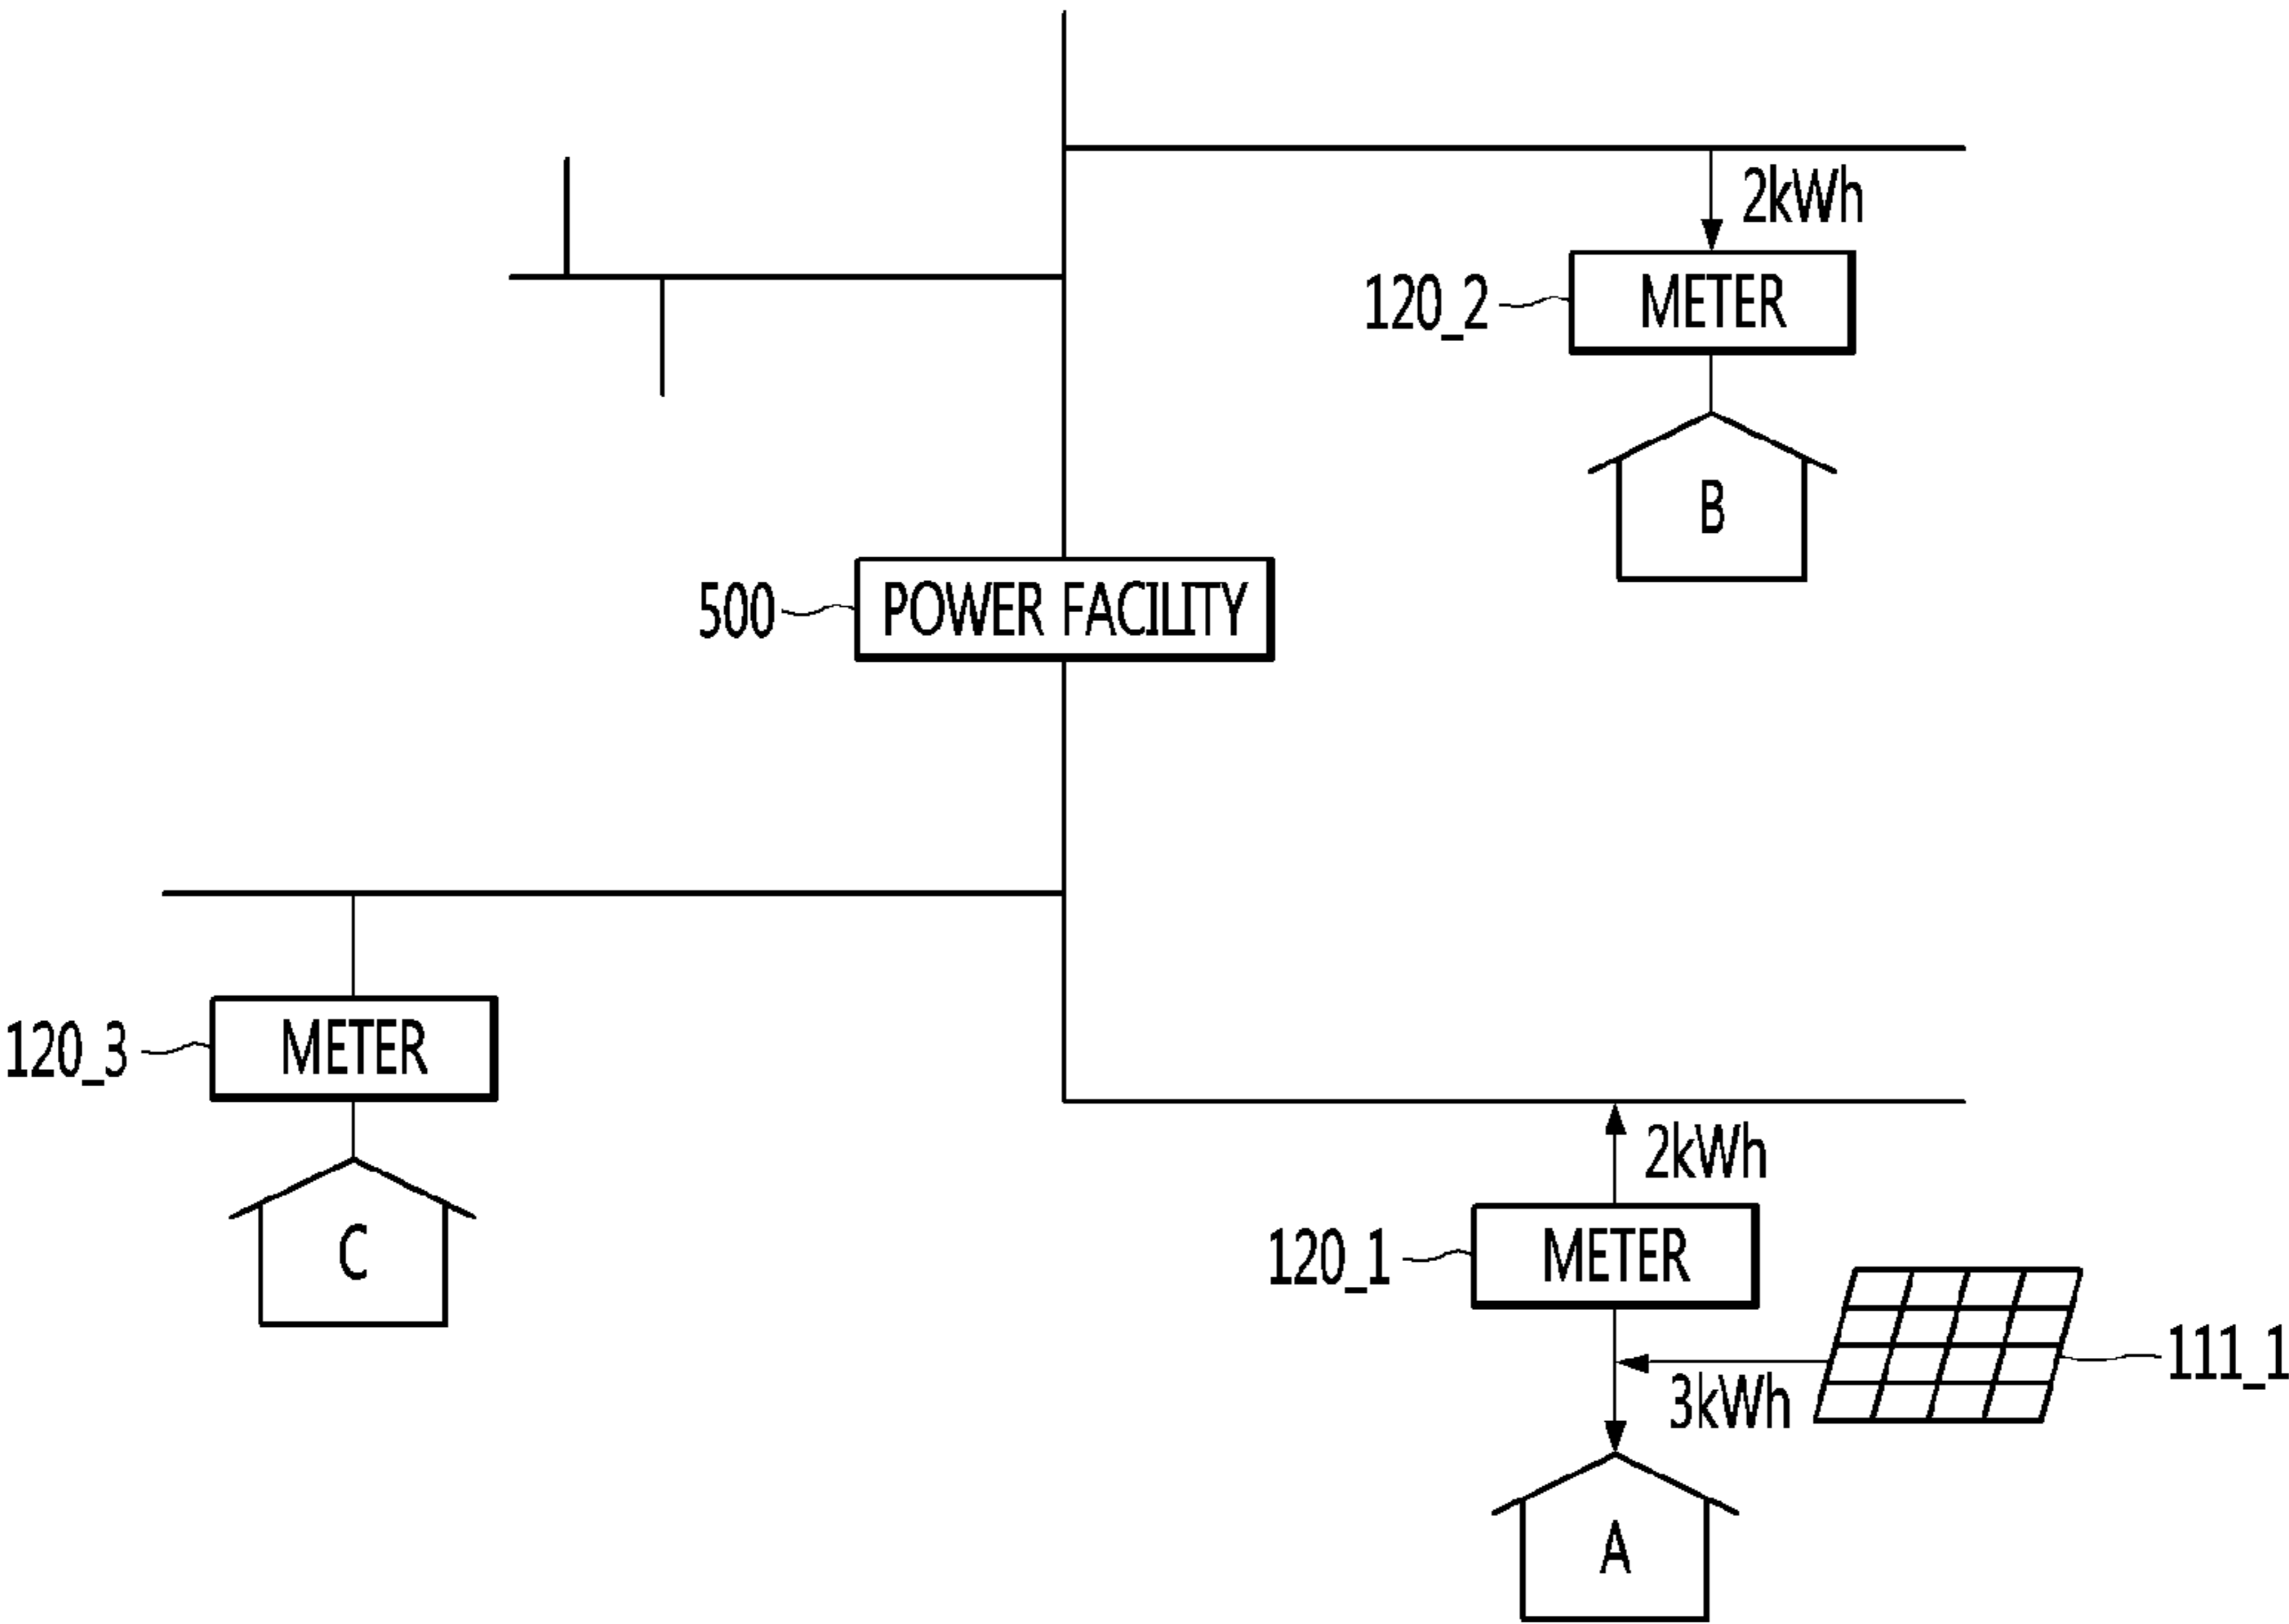 2kWh
120_2
METER
B
500
POWER FACILITY
120_3
METER
C
2kWh
120_1
METER
3kWh
111_1
A